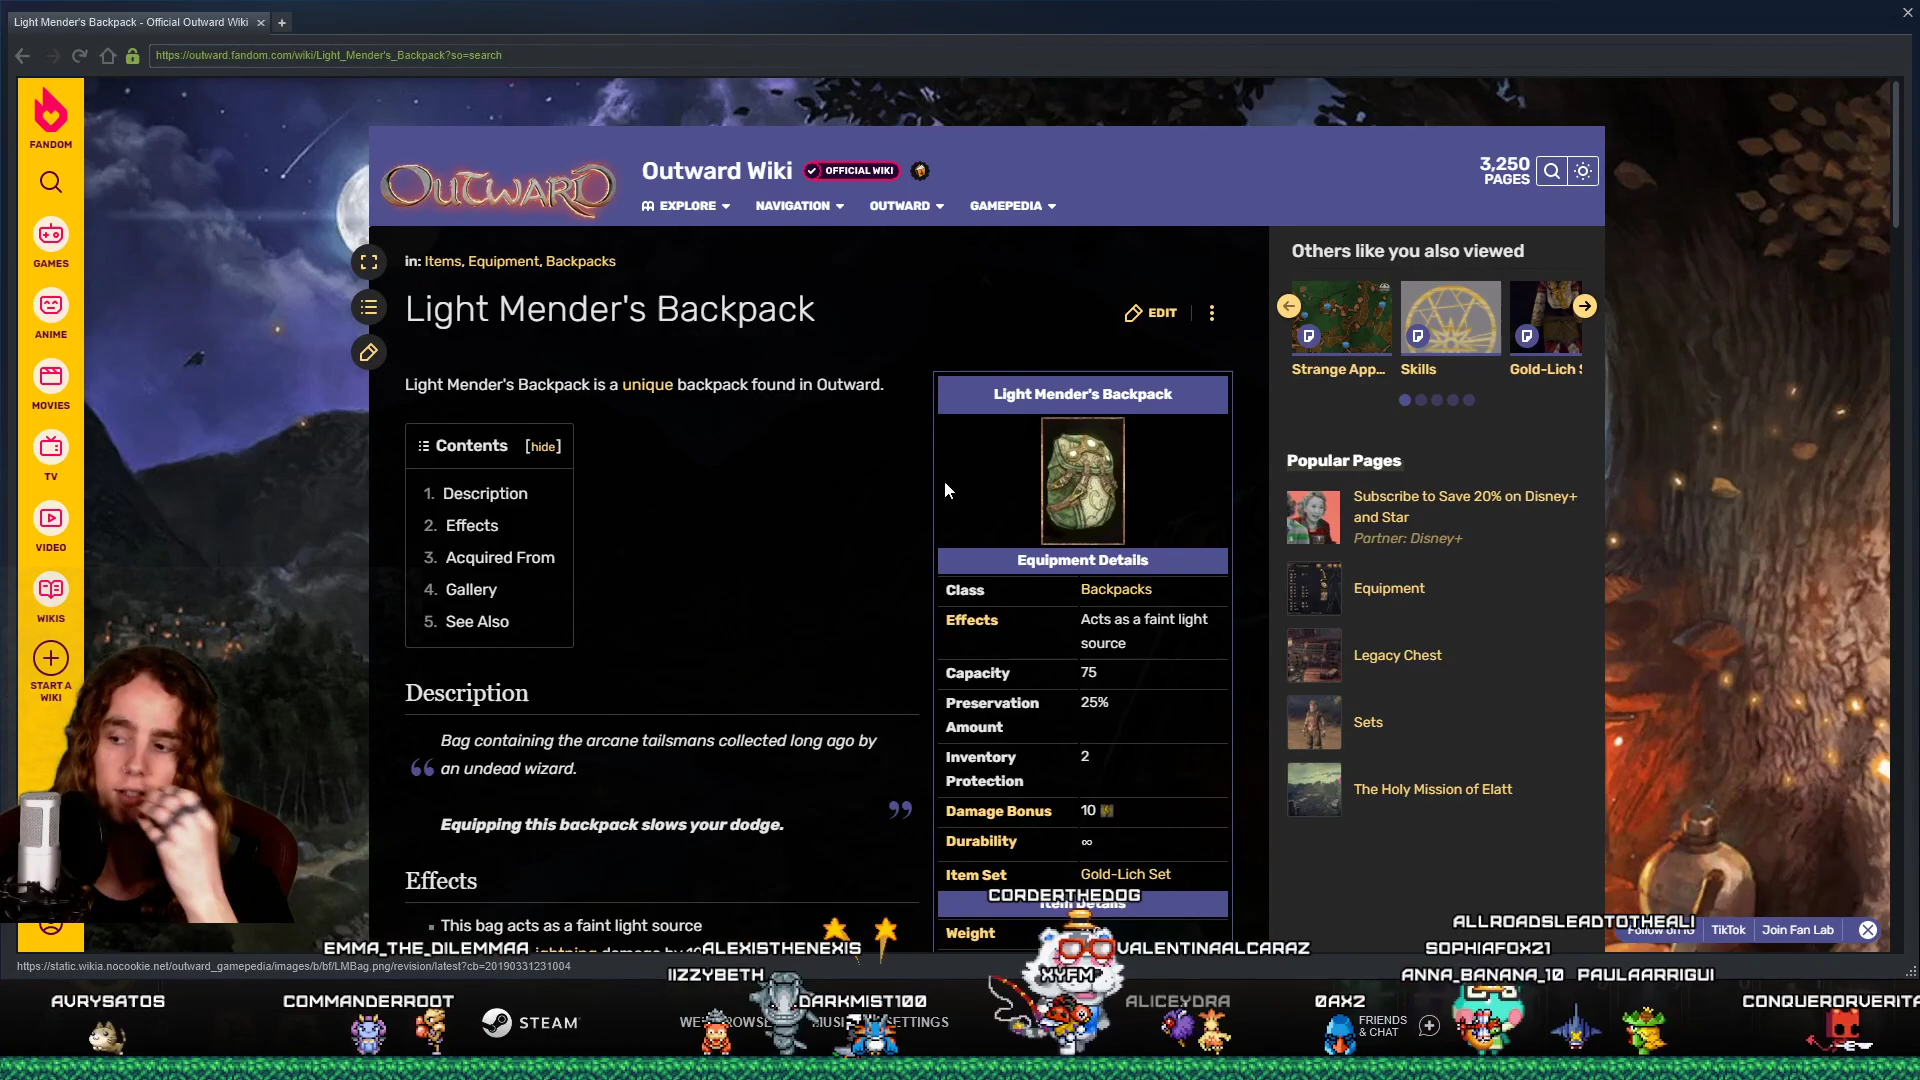 Light Mender's Backpack - Official Outward Wiki
https://outward.fandom.com/wiki/Light_Mender's_Backpack?so=search
FANDOM
GAMES
ANIME
MOVIES
TV
VIDEO
WIKIS
START A
WIKI
OUTWARD
Outward Wiki
OFFICIAL WIKI
EXPLORE
NAVIGATION
OUTWARD
GAMEPEDIA
3,250
PAGES
in: Items, Equipment, Backpacks
Light Mender's Backpack
EDIT
Light Mender's Backpack is a unique backpack found in Outward.
Contents [hide]
1. Description
2. Effects
3. Acquired From
4. Gallery
5. See Also
Description
Bag containing the arcane tailsmans collected long ago by
an undead wizard.
Equipping this backpack slows your dodge.
Effects
This bag acts as a faint light source
Light Mender's Backpack
Equipment Details
Class Backpacks
Effects Acts as a faint light
source
Capacity 75
Preservation 25%
Amount
Inventory 2
Protection
Damage Bonus 10
Durability ∞
Item Set Gold-Lich Set
Item Details
Weight
Others like you also viewed
Strange App...
Skills
Gold-Lich
Popular Pages
Subscribe to Save 20% on Disney+
and Star
Partner: Disney+
Equipment
Legacy Chest
Sets
The Holy Mission of Elatt
TikTok
Join Fan Lab
https://static.wikia.nocookie.net/outward_gamepedia/images/b/bf/LMBag.png/revision/latest?cb=20190331231004
CORDERTHEDOG
ALLROADSLEADTOTHEALI
EMMA_THE_DILEMMAA
ALEXISTHENEXIS
VALENTINAALCARAZ
SOPHIAFOX21
IIZZYBETH
XYFM
ANNA_BANANA_10
PAULAARRIGUI
AVRYSATOS
COMMANDERROOT
DARKMIST100
ALICEYDRA
0AX2
CONQUERORVERITA
STEAM
FRIENDS
& CHAT